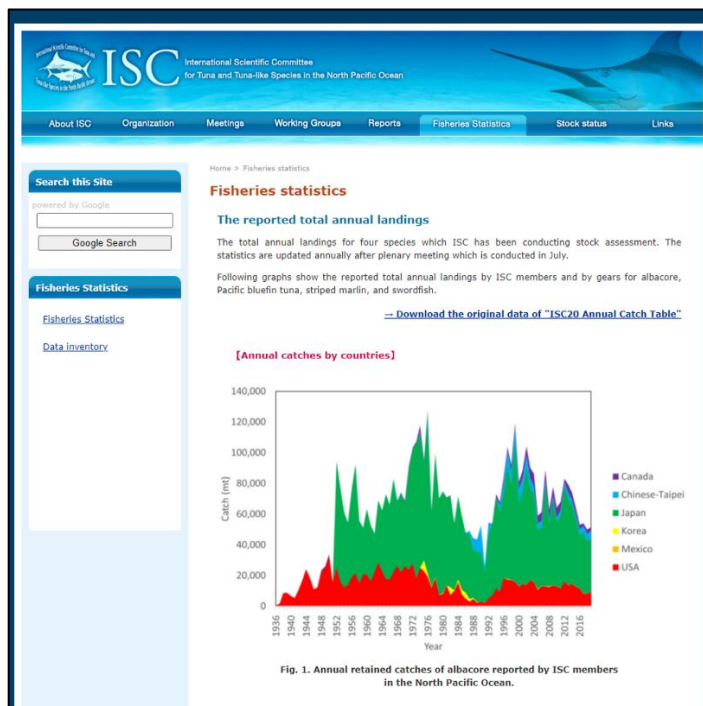 ISC
International Scientific Committee
for Tuna and Tuna-like Species in the North Pacific Ocean
About ISC Organization Meetings Working Groups Reports Fisheries Statistics Stock status Links
Home > Fisheries statistics
Search this Site
powered by Google
Google Search
Fisheries Statistics
Fisheries Statistics
Data inventory
Fisheries statistics
The reported total annual landings
The total annual landings for four species which ISC has been conducting stock assessment. The
statistics are updated annually after plenary meeting which is conducted in July.
Following graphs show the reported total annual landings by ISC members and by gears for albacore,
Pacific bluefin tuna, striped marlin, and swordfish.
→ Download the original data of "ISC20 Annual Catch Table"
【Annual catches by countries】
140,000
120,000
100,000
80,000
60,000
40,000
20,000
0
Catch (mt)
1936 1940 1944 1948 1952 1956 1960 1964 1968 1972 1976 1980 1984 1988 1992 1996 2000 2004 2008 2012 2016
Year
Canada
Chinese-Taipei
Japan
Korea
Mexico
USA
Fig. 1. Annual retained catches of albacore reported by ISC members
in the North Pacific Ocean.